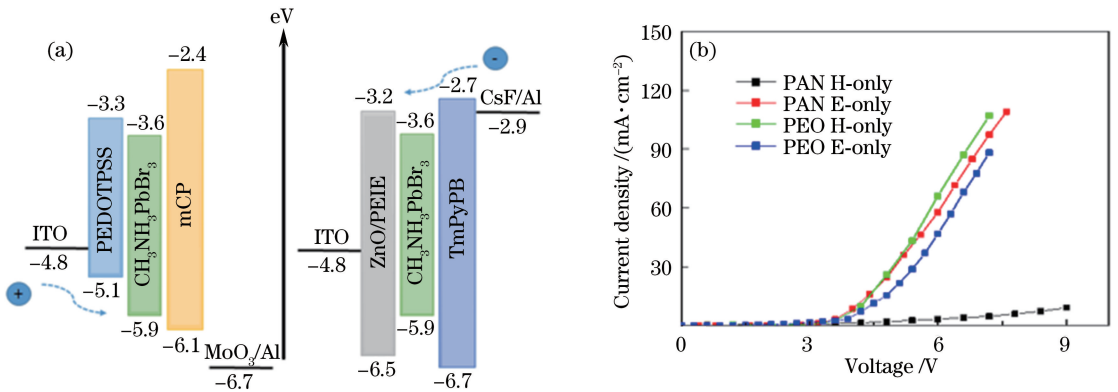 (a)
eV
ITO
−4.8
−3.3
PEDOTPSS
−5.1
−3.6
CH3NH3PbBr3
−5.9
−2.4
mCP
−6.1
MoO3/Al
−6.7
+
ITO
−4.8
−3.2
ZnO/PEIE
−6.5
−3.6
CH3NH3PbBr3
−5.9
−2.7
TmPyPB
−6.7
CsF/Al
−2.9
-
(b)
Current density /(mA·cm−2)
150
120
90
60
30
PAN H-only
PAN E-only
PEO H-only
PEO E-only
0
3
6
9
Voltage /V